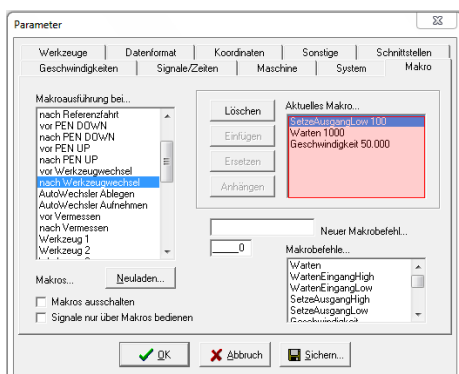 Parameter
Werkzeuge
Datenformat
Koordinaten
Sonstige
Schnittstellen
Geschwindigkeiten
Signale/Zeiten
Maschine
System
Makro
Makroausführung bei...
nach Referenzfahrt
vor PEN DOWN
nach PEN DOWN
vor PEN UP
nach PEN UP
vor Werkzeugwechsel
nach Werkzeugwechsel
AutoWechsler Ablegen
AutoWechsler Aufnehmen
vor Vermessen
nach Vermessen
Werkzeug 1
Werkzeug 2
Löschen
Einfügen
Ersetzen
Anhängen
Aktuelles Makro...
SetzeAusgangLow 100
Warten 1000
Geschwindigkeit 50.000
Neuer Makrobefehl...
____0
Makrobefehle...
Warten
WartenEingangHigh
WartenEingangLow
SetzeAusgangHigh
SetzeAusgangLow
Geschwindigkeit
Makros...
Neuladen...
Makros ausschalten
Signale nur über Makros bedienen
OK
Abbruch
Sichern...